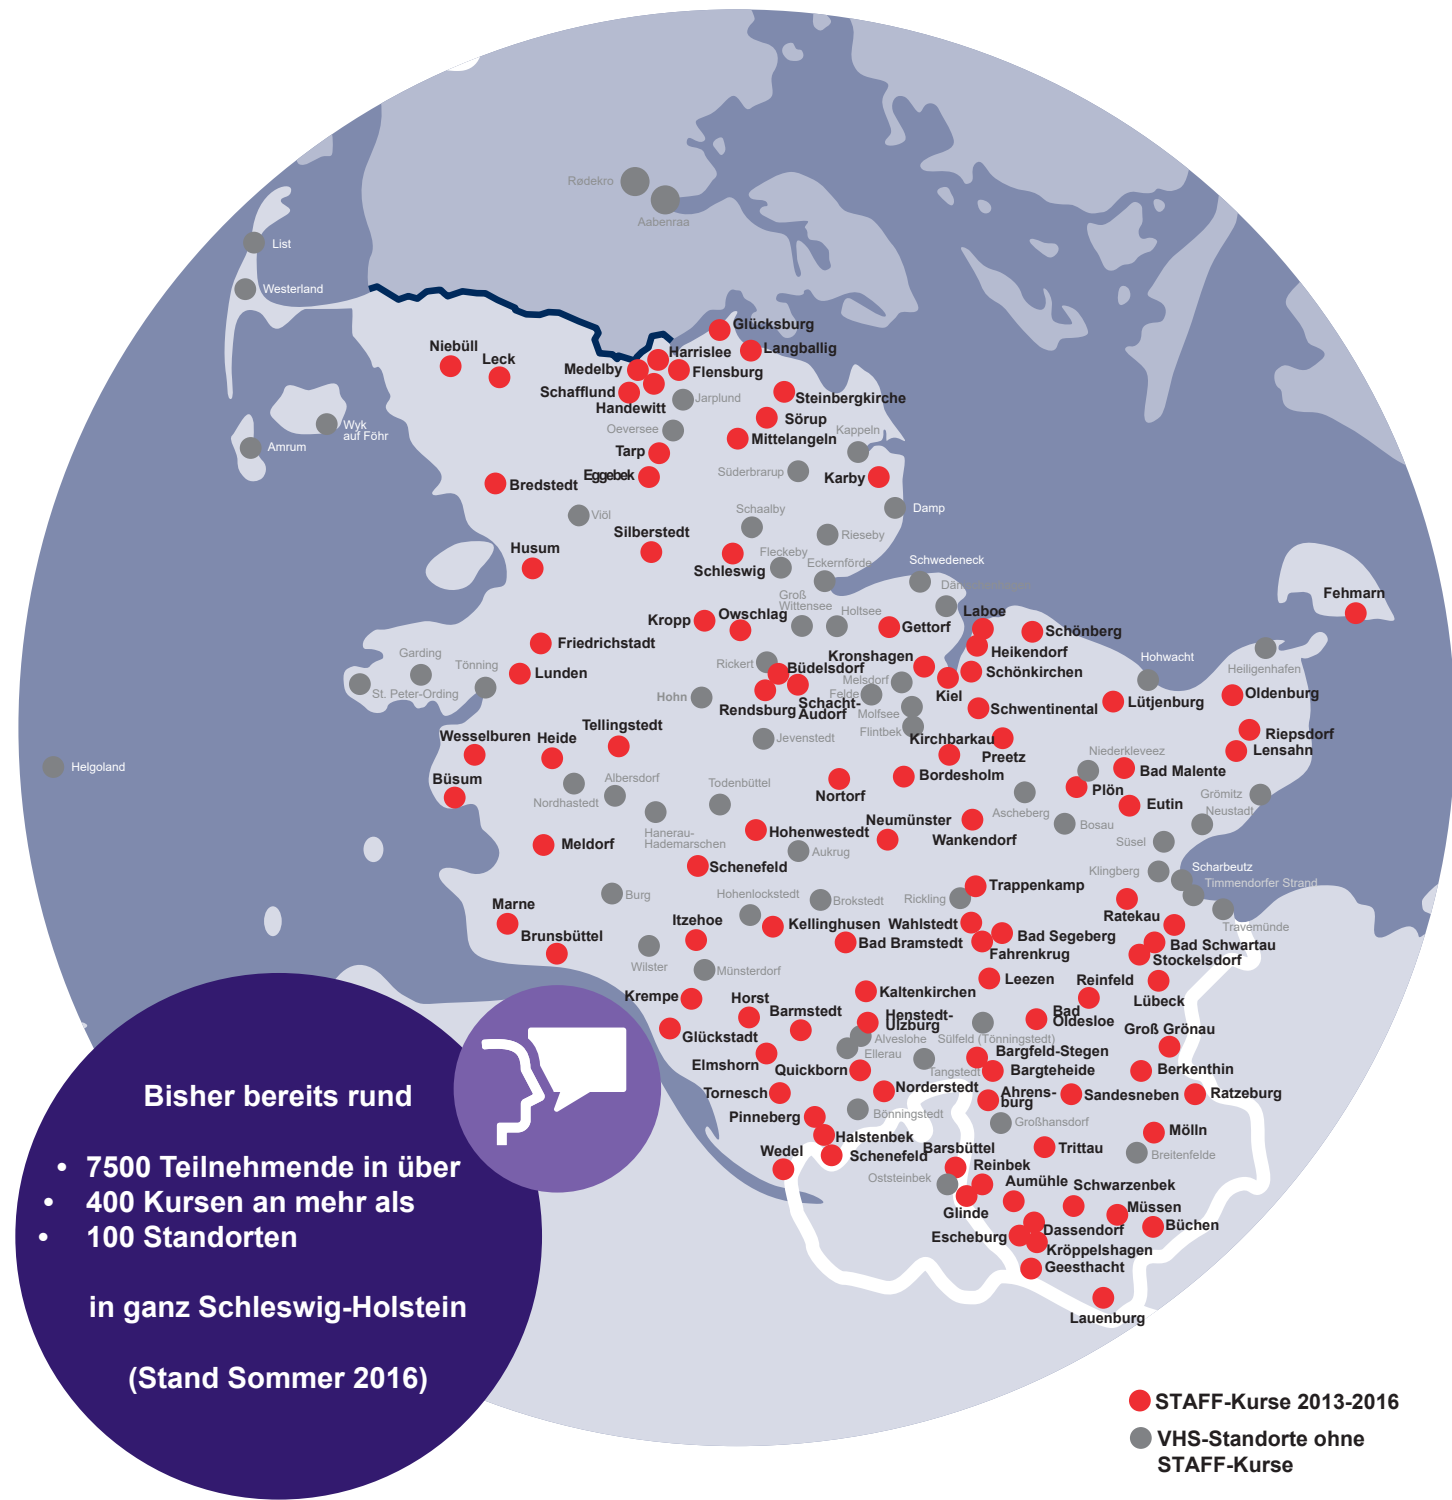 Rødekro
Aabenraa
List
Westerland
Glücksburg
Niebüll
Harrislee
Langballig
Leck
Medelby
Flensburg
Schafflund
Steinbergkirche
Jarplund
Handewitt
Sörup
Wyk
auf Föhr
Oeversee
Kappeln
Amrum
Mittelangeln
Tarp
Süderbrarup
Eggebek
Karby
Bredstedt
Damp
Viöl
Schaalby
Silberstedt
Rieseby
Husum
Fleckeby
Schleswig
Eckernförde
Schwedeneck
Groß
Wittensee
Holtsee
Fehmarn
Kropp
Owschlag
Laboe
Gettorf
Schönberg
Friedrichstadt
Heikendorf
Garding
Tönning
Rickert
Kronshagen
Hohwacht
Heiligenhafen
Lunden
Büdelsdorf
Schönkirchen
Melsdorf
St. Peter-Ording
Hohn
Felde
Kiel
Oldenburg
Rendsburg
Schacht-
Audorf
Molfsee
Schwentinental
Lütjenburg
Tellingstedt
Flintbek
Wesselburen
Heide
Jevenstedt
Kirchbarkau
Riepsdorf
Preetz
Niederkleveez
Lensahn
Helgoland
Büsum
Albersdorf
Todenbüttel
Bordesholm
Bad Malente
Nordhastedt
Nortorf
Plön
Grömitz
Eutin
Neustadt
Ascheberg
Hanerau-
Hademarschen
Hohenwestedt
Neumünster
Bosau
Wankendorf
Süsel
Meldorf
Aukrug
Schenefeld
Klingberg
Scharbeutz
Timmendorfer Strand
Trappenkamp
Burg
Hohenlockstedt
Brokstedt
Rickling
Marne
Ratekau
Itzehoe
Kellinghusen
Wahlstedt
Travemünde
Brunsbüttel
Bad Bramstedt
Bad Segeberg
Bad Schwartau
Fahrenkrug
Stockelsdorf
Wilster
Münsterdorf
Leezen
Reinfeld
Krempe
Kaltenkirchen
Lübeck
Horst
Barmstedt
Henstedt-
Ulzburg
Bad
Oldesloe
Glückstadt
Alveslohe
Sülfeld (Tönningstedt)
Groß Grönau
Elmshorn
Ellerau
Bargfeld-Stegen
Quickborn
Tangstedt
Bargteheide
Berkenthin
Tornesch
Norderstedt
Ahrens-
burg
Sandesneben
Ratzeburg
Pinneberg
Bönningstedt
Großhansdorf
Halstenbek
Mölln
Wedel
Schenefeld
Barsbüttel
Trittau
Breitenfelde
Reinbek
Oststeinbek
Aumühle
Schwarzenbek
Glinde
Müssen
Dassendorf
Büchen
Escheburg
Kröppelshagen
Geesthacht
Lauenburg
Bisher bereits rund
• 7500 Teilnehmende in über
• 400 Kursen an mehr als
• 100 Standorten
in ganz Schleswig-Holstein
(Stand Sommer 2016)
STAFF-Kurse 2013-2016
VHS-Standorte ohne
STAFF-Kurse